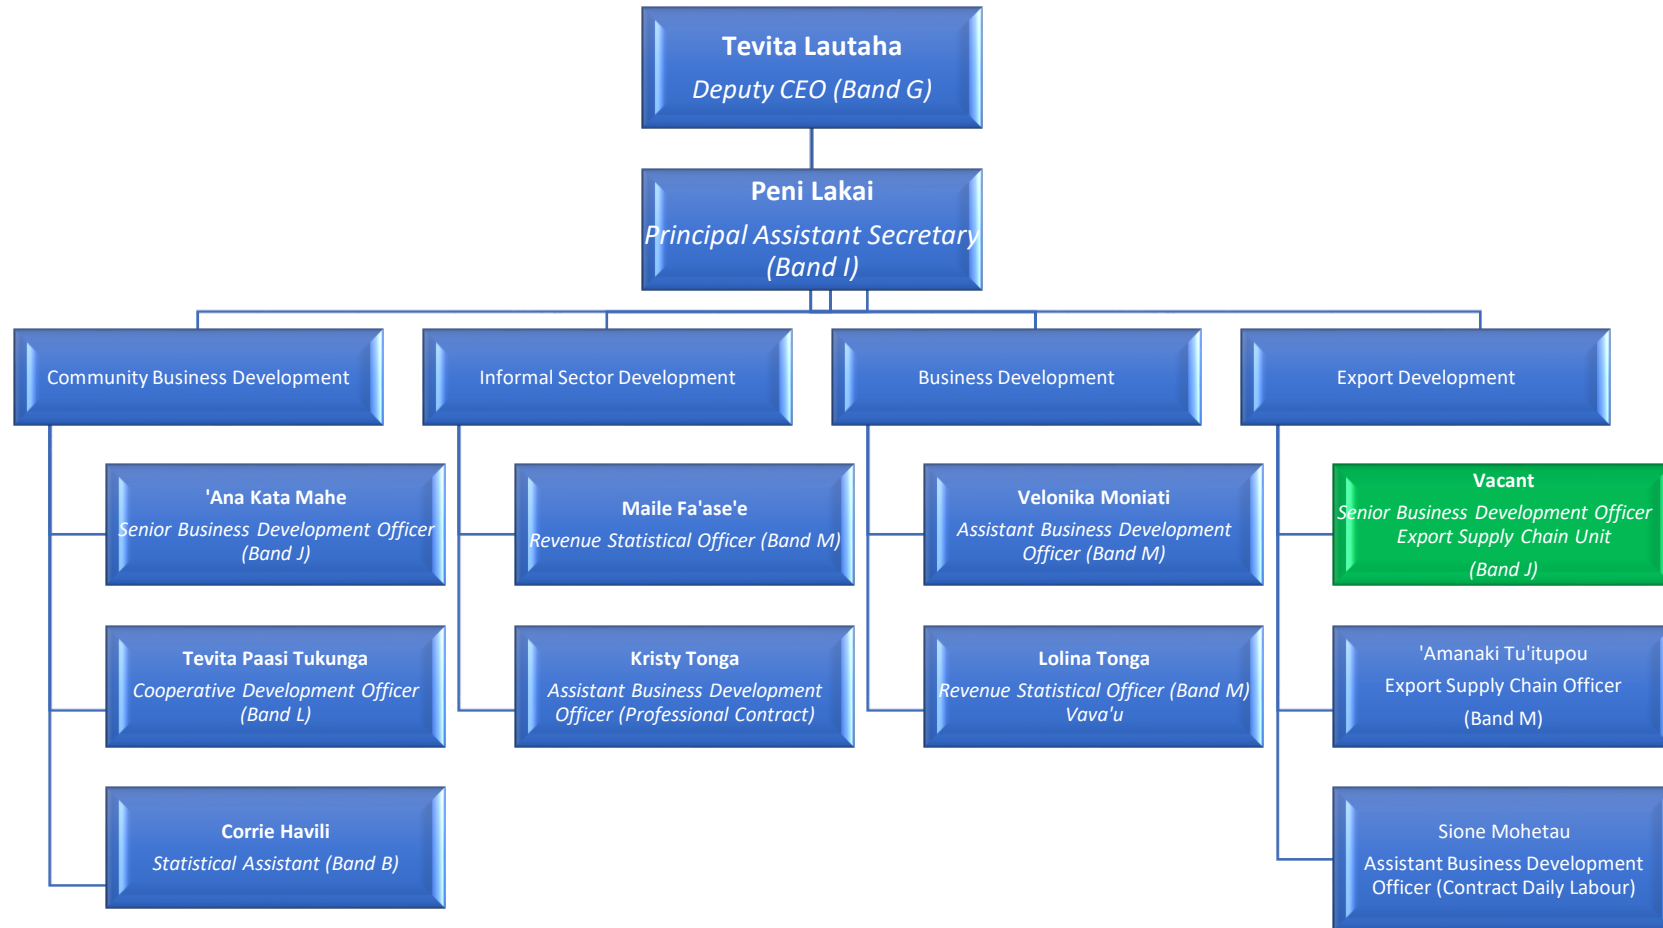 Tevita Lautaha
Deputy CEO (Band G)
Peni Lakai
Principal Assistant Secretary
(Band I)
Community Business Development
Informal Sector Development
Business Development
Export Development
'Ana Kata Mahe
Senior Business Development Officer
(Band J)
Tevita Paasi Tukunga
Cooperative Development Officer
(Band L)
Corrie Havili
Statistical Assistant (Band B)
Maile Fa'ase'e
Revenue Statistical Officer (Band M)
Kristy Tonga
Assistant Business Development
Officer (Professional Contract)
Velonika Moniati
Assistant Business Development
Officer (Band M)
Lolina Tonga
Revenue Statistical Officer (Band M)
Vava'u
Vacant
Senior Business Development Officer
Export Supply Chain Unit
(Band J)
'Amanaki Tu'itupou
Export Supply Chain Officer
(Band M)
Sione Mohetau
Assistant Business Development
Officer (Contract Daily Labour)